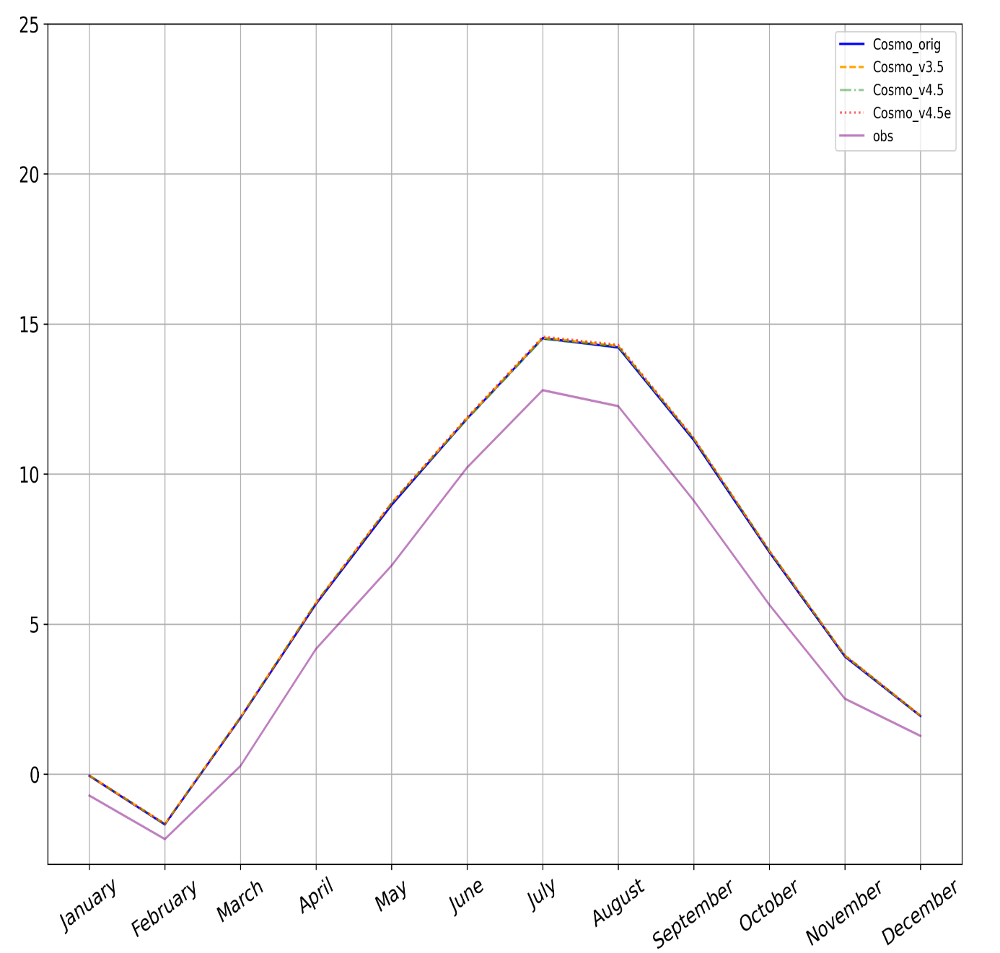 25
20
15
10
5
0
Cosmo_orig
Cosmo_v3.5
Cosmo_v4.5
Cosmo_v4.5e
obs
January
February
March
April
May
June
July
August
September
October
November
December